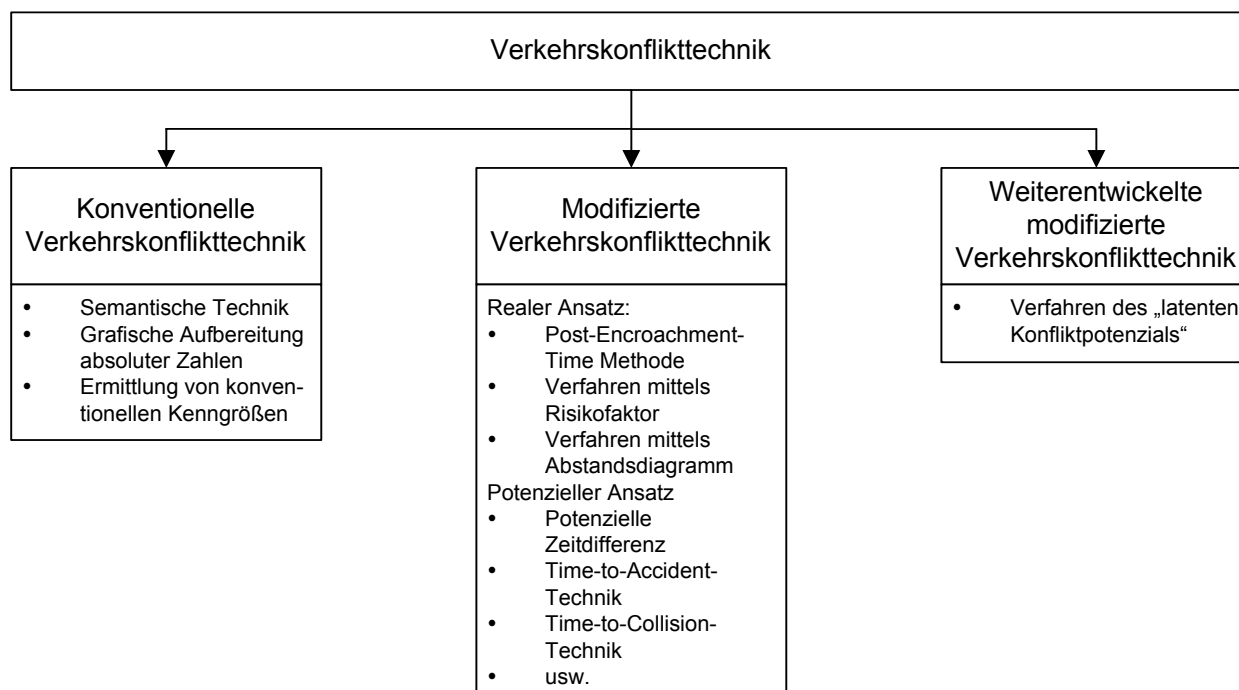 Verkehrskonflikttechnik
Konventionelle
Verkehrskonflikttechnik
• Semantische Technik
• Grafische Aufbereitung
absoluter Zahlen
• Ermittlung von konven-
tionellen Kenngrößen
Modifizierte
Verkehrskonflikttechnik
Realer Ansatz:
• Post-Encroachment-
Time Methode
• Verfahren mittels
Risikofaktor
• Verfahren mittels
Abstandsdiagramm
Potenzieller Ansatz
• Potenzielle
Zeitdifferenz
• Time-to-Accident-
Technik
• Time-to-Collision-
Technik
• usw.
Weiterentwickelte
modifizierte
Verkehrskonflikttechnik
• Verfahren des „latenten
Konfliktpotenzials“